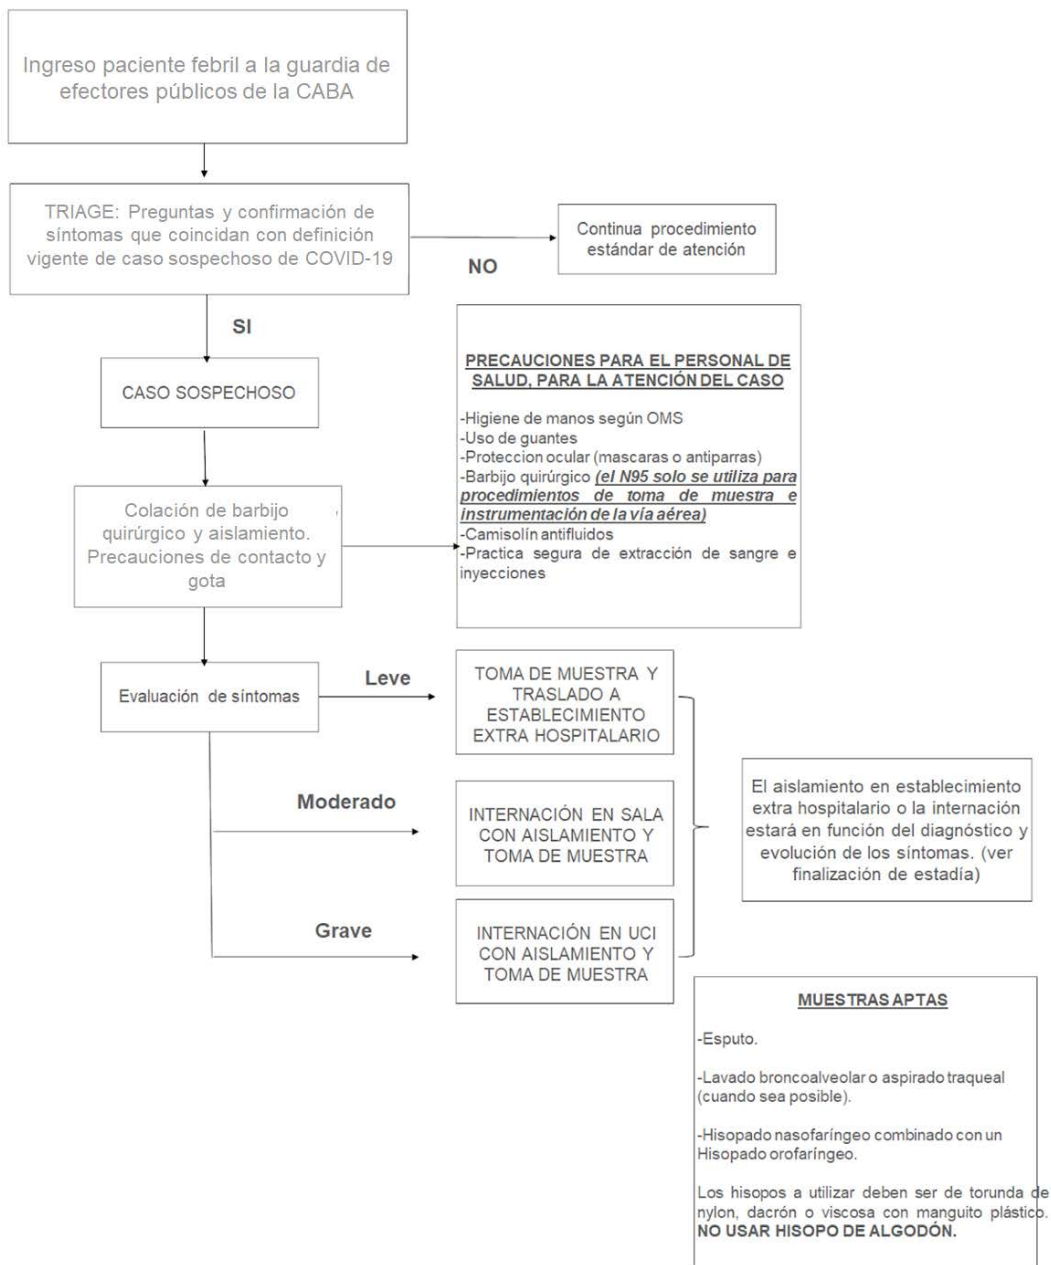 Ingreso paciente febril a la guardia de
efectores públicos de la CABA
TRIAGE: Preguntas y confirmación de
síntomas que coincidan con definición
vigente de caso sospechoso de COVID-19
NO
Continua procedimiento
estándar de atención
SI
CASO SOSPECHOSO
Colación de barbijo
quirúrgico y aislamiento.
Precauciones de contacto y
gota
PRECAUCIONES PARA EL PERSONAL DE
SALUD, PARA LA ATENCIÓN DEL CASO
-Higiene de manos según OMS
-Uso de guantes
-Proteccion ocular (mascaras o antiparras)
-Barbijo quirúrgico (el N95 solo se utiliza para
procedimientos de toma de muestra e
instrumentación de la vía aérea)
-Camisolín antifluidos
-Practica segura de extracción de sangre e
inyecciones
Evaluación de síntomas
Leve
TOMA DE MUESTRA Y
TRASLADO A
ESTABLECIMIENTO
EXTRA HOSPITALARIO
Moderado
INTERNACIÓN EN SALA
CON AISLAMIENTO Y
TOMA DE MUESTRA
Grave
INTERNACIÓN EN UCI
CON AISLAMIENTO Y
TOMA DE MUESTRA
El aislamiento en establecimiento
extra hospitalario o la internación
estará en función del diagnóstico y
evolución de los síntomas. (ver
finalización de estadía)
MUESTRAS APTAS
-Esputo.
-Lavado broncoalveolar o aspirado traqueal
(cuando sea posible).
-Hisopado nasofaríngeo combinado con un
Hisopado orofaríngeo.
Los hisopos a utilizar deben ser de torunda de
nylon, dacrón o viscosa con manguito plástico.
NO USAR HISOPO DE ALGODÓN.